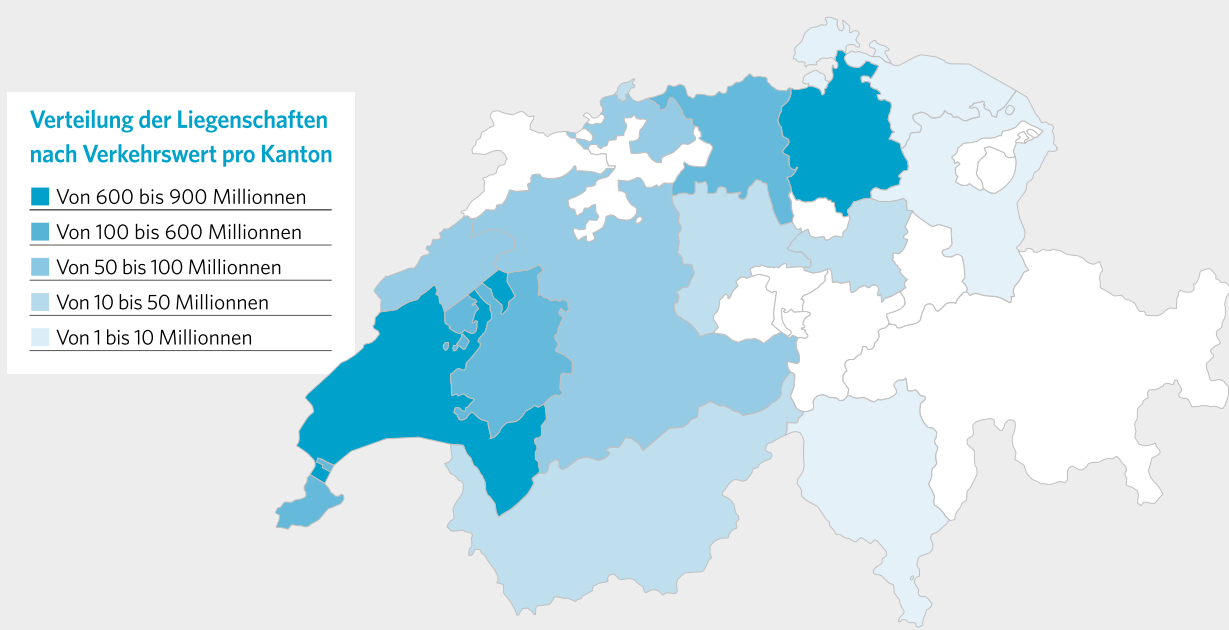 Verteilung der Liegenschaften
nach Verkehrswert pro Kanton
Von 600 bis 900 Millionnen
Von 100 bis 600 Millionnen
Von 50 bis 100 Millionnen
Von 10 bis 50 Millionnen
Von 1 bis 10 Millionnen